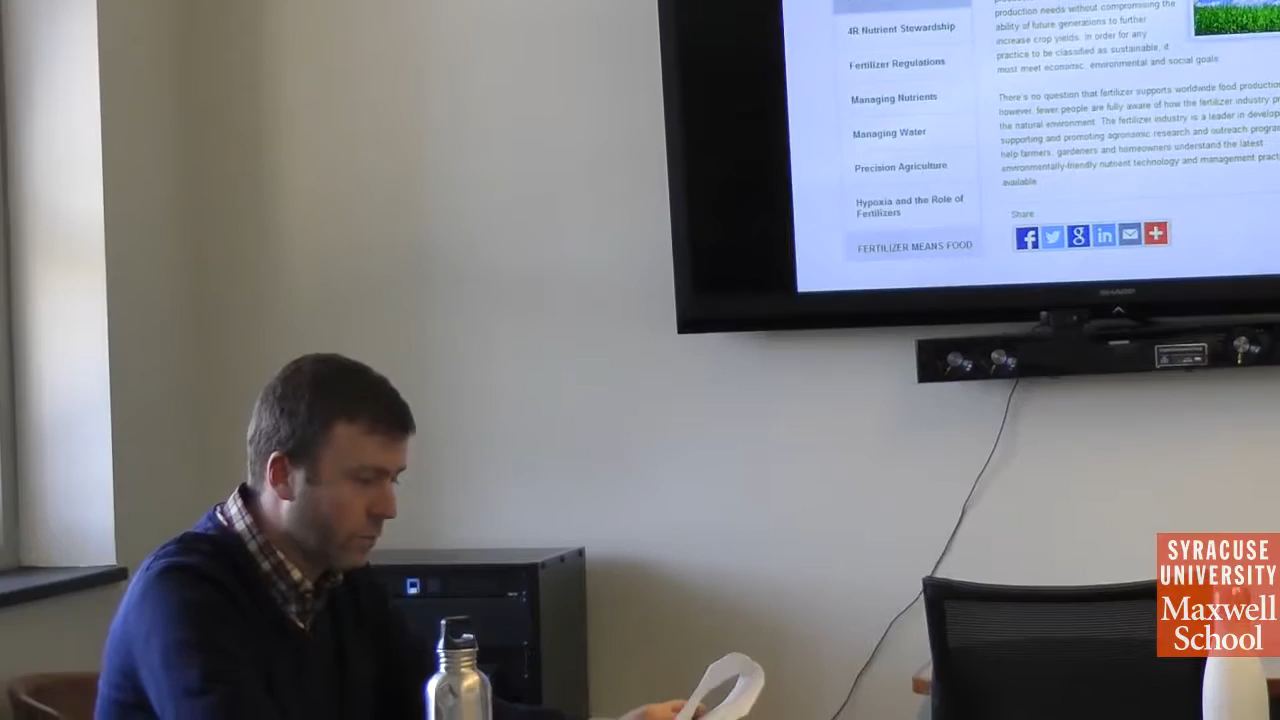 production needs without compromising the
ability of future generations to further
increase crop yields. In order for any
practice to be classified as sustainable, it
must meet economic, environmental and social goals.
There's no question that fertilizer supports worldwide food production
however, fewer people are fully aware of how the fertilizer industry
the natural environment. The fertilizer industry is a leader in
supporting and promoting agronomic research and outreach
help farmers, gardeners and homeowners understand the latest
environmentally-friendly nutrient technology and management
available.
Share
4R Nutrient Stewardship
Fertilizer Regulations
Managing Nutrients
Managing Water
Precision Agriculture
Hypoxia and the Role of
Fertilizers
FERTILIZER MEANS FOOD
SHARP
SYRACUSE
UNIVERSITY
Maxwell
School